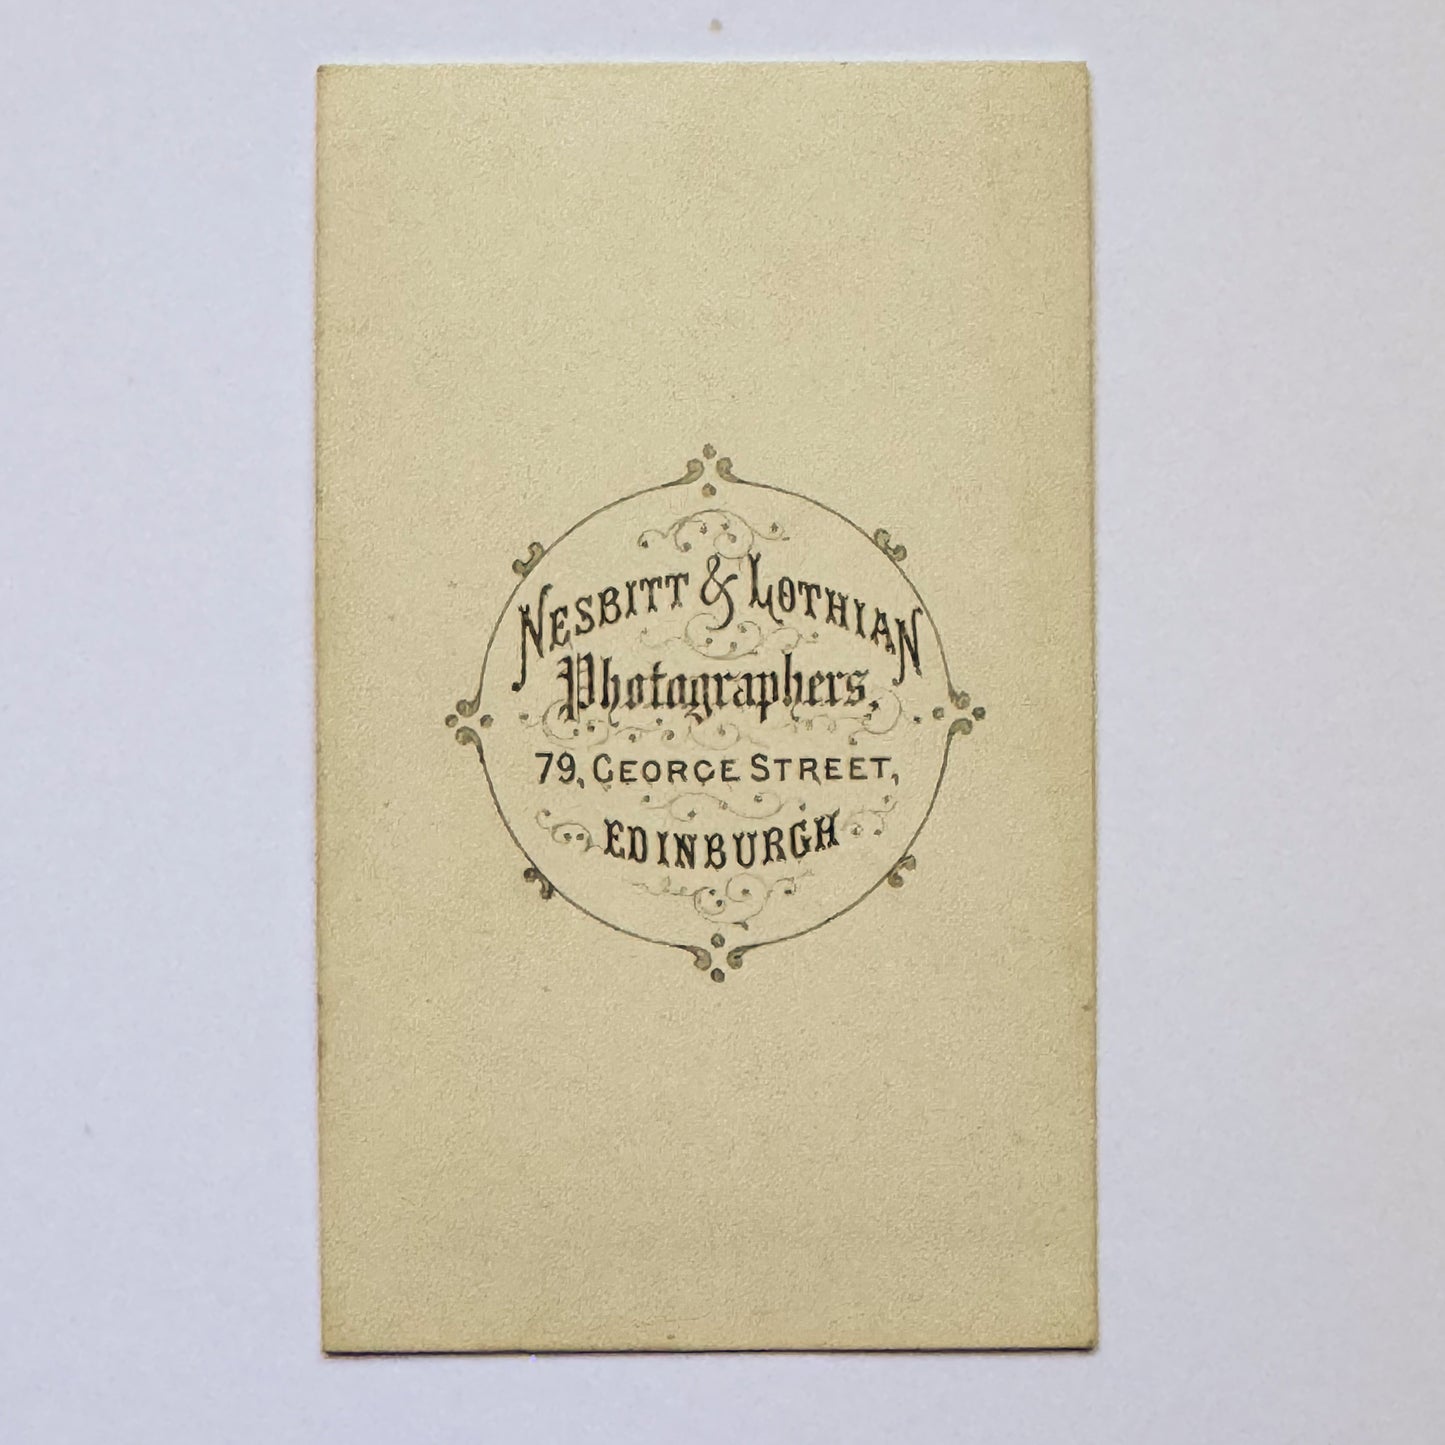 NESBITT & LOTHIAN
Photographers,
79, GEORGE STREET,
EDINBURGH